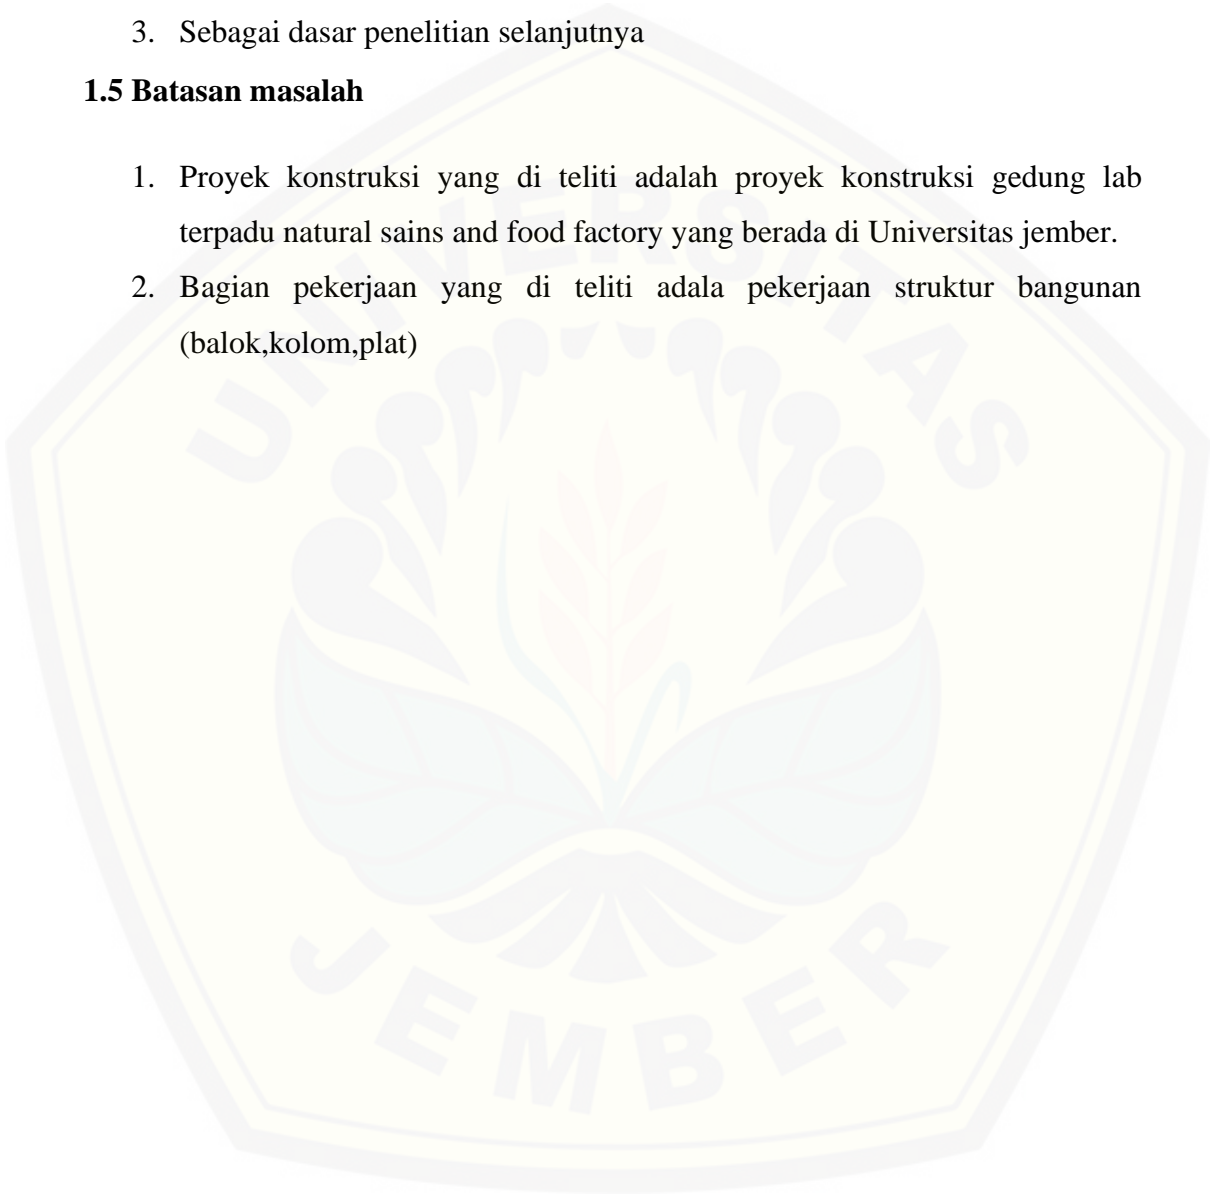 3. Sebagai dasar penelitian selanjutnya
1.5 Batasan masalah
1. Proyek konstruksi yang di teliti adalah proyek konstruksi gedung lab
terpadu natural sains and food factory yang berada di Universitas jember.
2. Bagian pekerjaan yang di teliti adala pekerjaan struktur bangunan
(balok,kolom,plat)
UNIVERSITAS
JEMBER